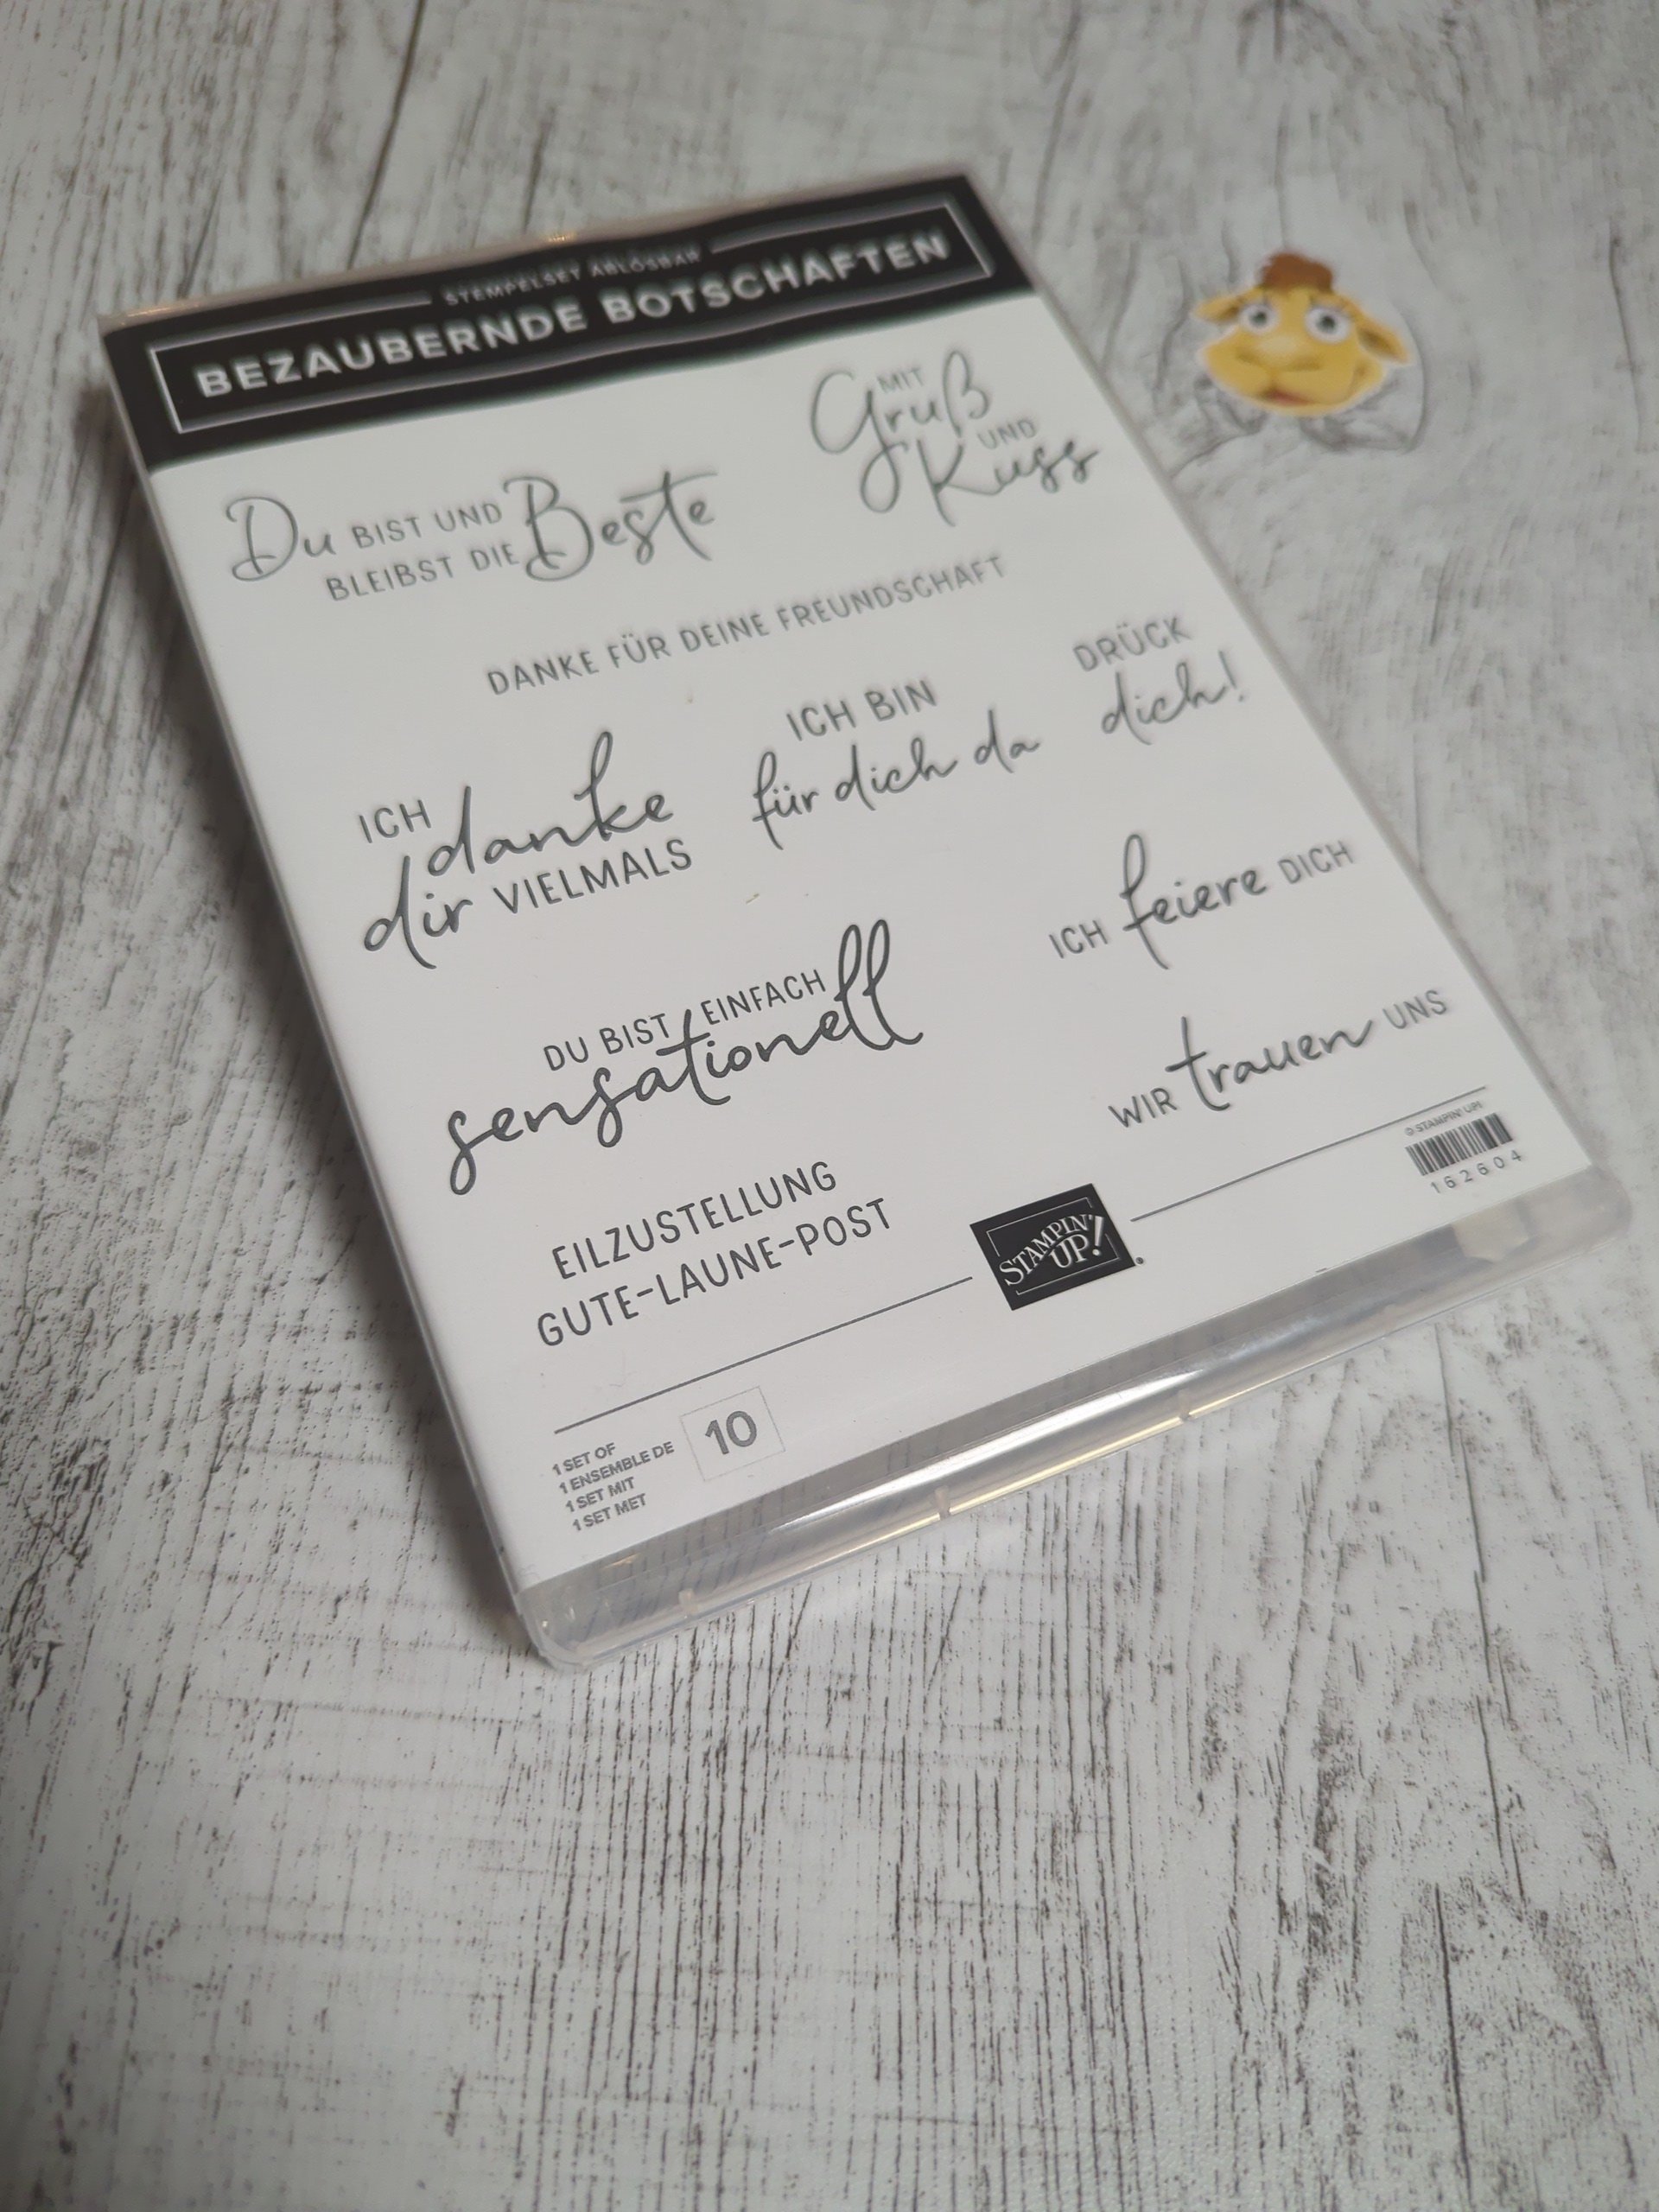 STEMPELSET ABLÖSBAR
BEZAUBERNDE BOTSCHAFTEN
Du BIST UND
BLEIBST DIE Beste
MIT
Gruß
UND
Kuss
DANKE FÜR DEINE FREUNDSCHAFT
ICH danke
dir VIELMALS
ICH BIN
für dich da
DRÜCK
dich!
ICH feiere DICH
DU BIST EINFACH
sensationell
WIR trauen UNS
EILZUSTELLUNG
GUTE-LAUNE-POST
STAMPIN'
UP!
© STAMPIN' UP!
162604
1 SET OF
1 ENSEMBLE DE
1 SET MIT
1 SET MET
10